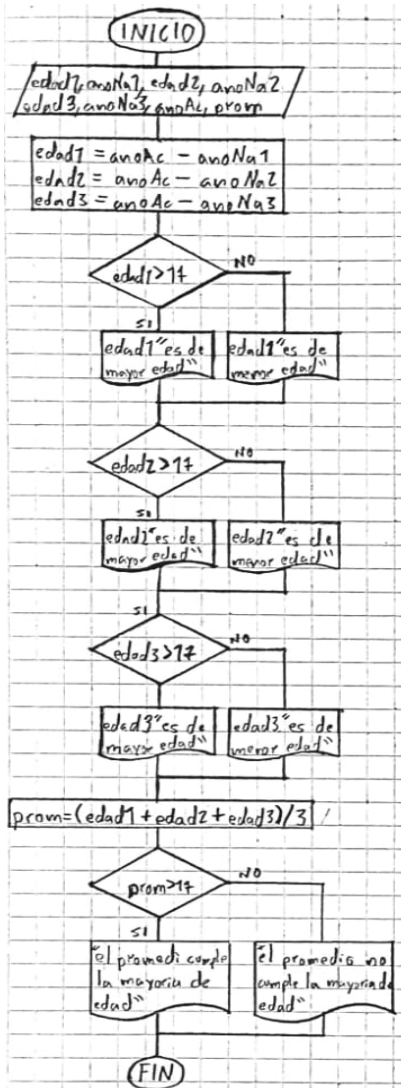 INICIO
edad1, anoNa1, edad2, anoNa2
edad3, anoNa3, anoAc, prom
edad1 = anoAc - anoNa1
edad2 = anoAc - anoNa2
edad3 = anoAc - anoNa3
edad1>17
NO
SI
edad1"es de
mayor edad"
edad1"es de
menor edad"
edad2>17
NO
SI
edad2"es de
mayor edad"
edad2"es de
menor edad"
SI
edad3>17
NO
edad3"es de
mayor edad"
edad3"es de
menor edad"
prom=(edad1+edad2+edad3)/3
prom>17
NO
SI
"el promedi cumple
la mayoria de
edad"
"el promedio no
cumple la mayoria de
edad"
FIN